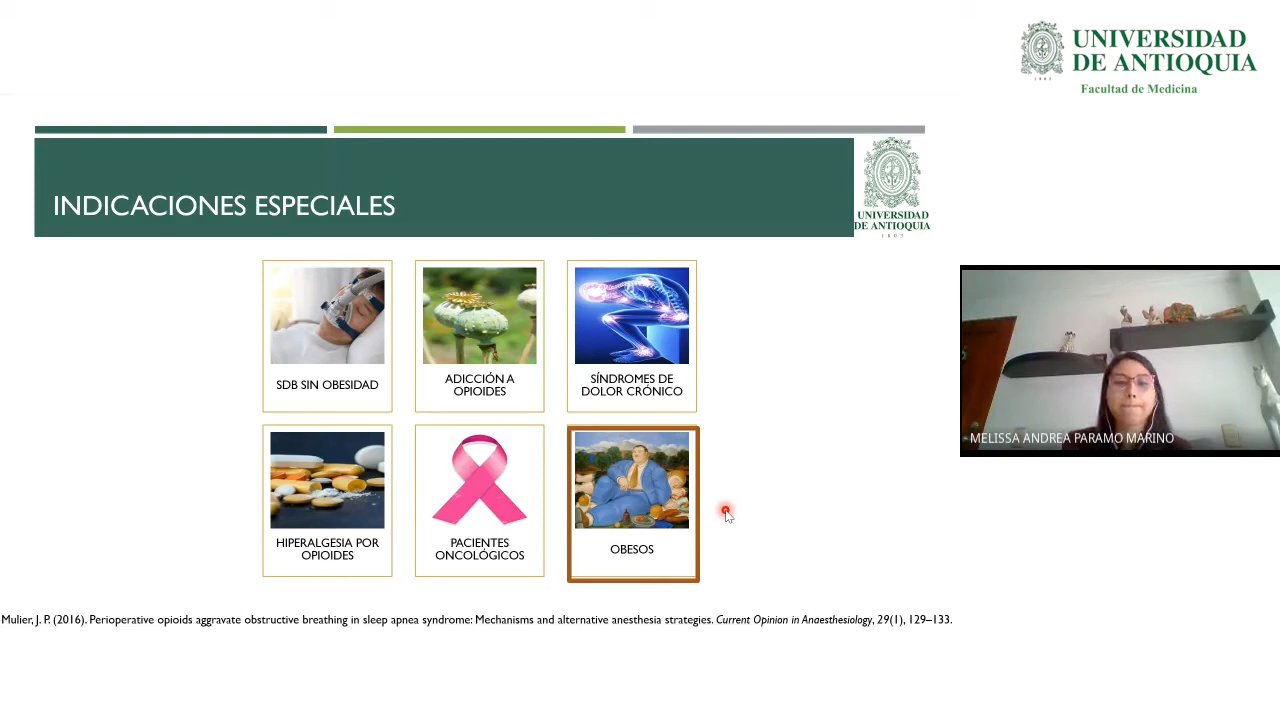 UNIVERSIDAD
DE ANTIOQUIA
1803
Facultad de Medicina
INDICACIONES ESPECIALES
UNIVERSIDAD
DE ANTIOQUIA
1803
SDB SIN OBESIDAD
ADICCIÓN A
OPIOIDES
SÍNDROMES DE
DOLOR CRÓNICO
HIPERALGESIA POR
OPIOIDES
PACIENTES
ONCOLÓGICOS
OBESOS
MELISSA ANDREA PARAMO MARINO
Mulier, J. P. (2016). Perioperative opioids aggravate obstructive breathing in sleep apnea syndrome: Mechanisms and alternative anesthesia strategies. Current Opinion in Anaesthesiology, 29(1), 129–133.